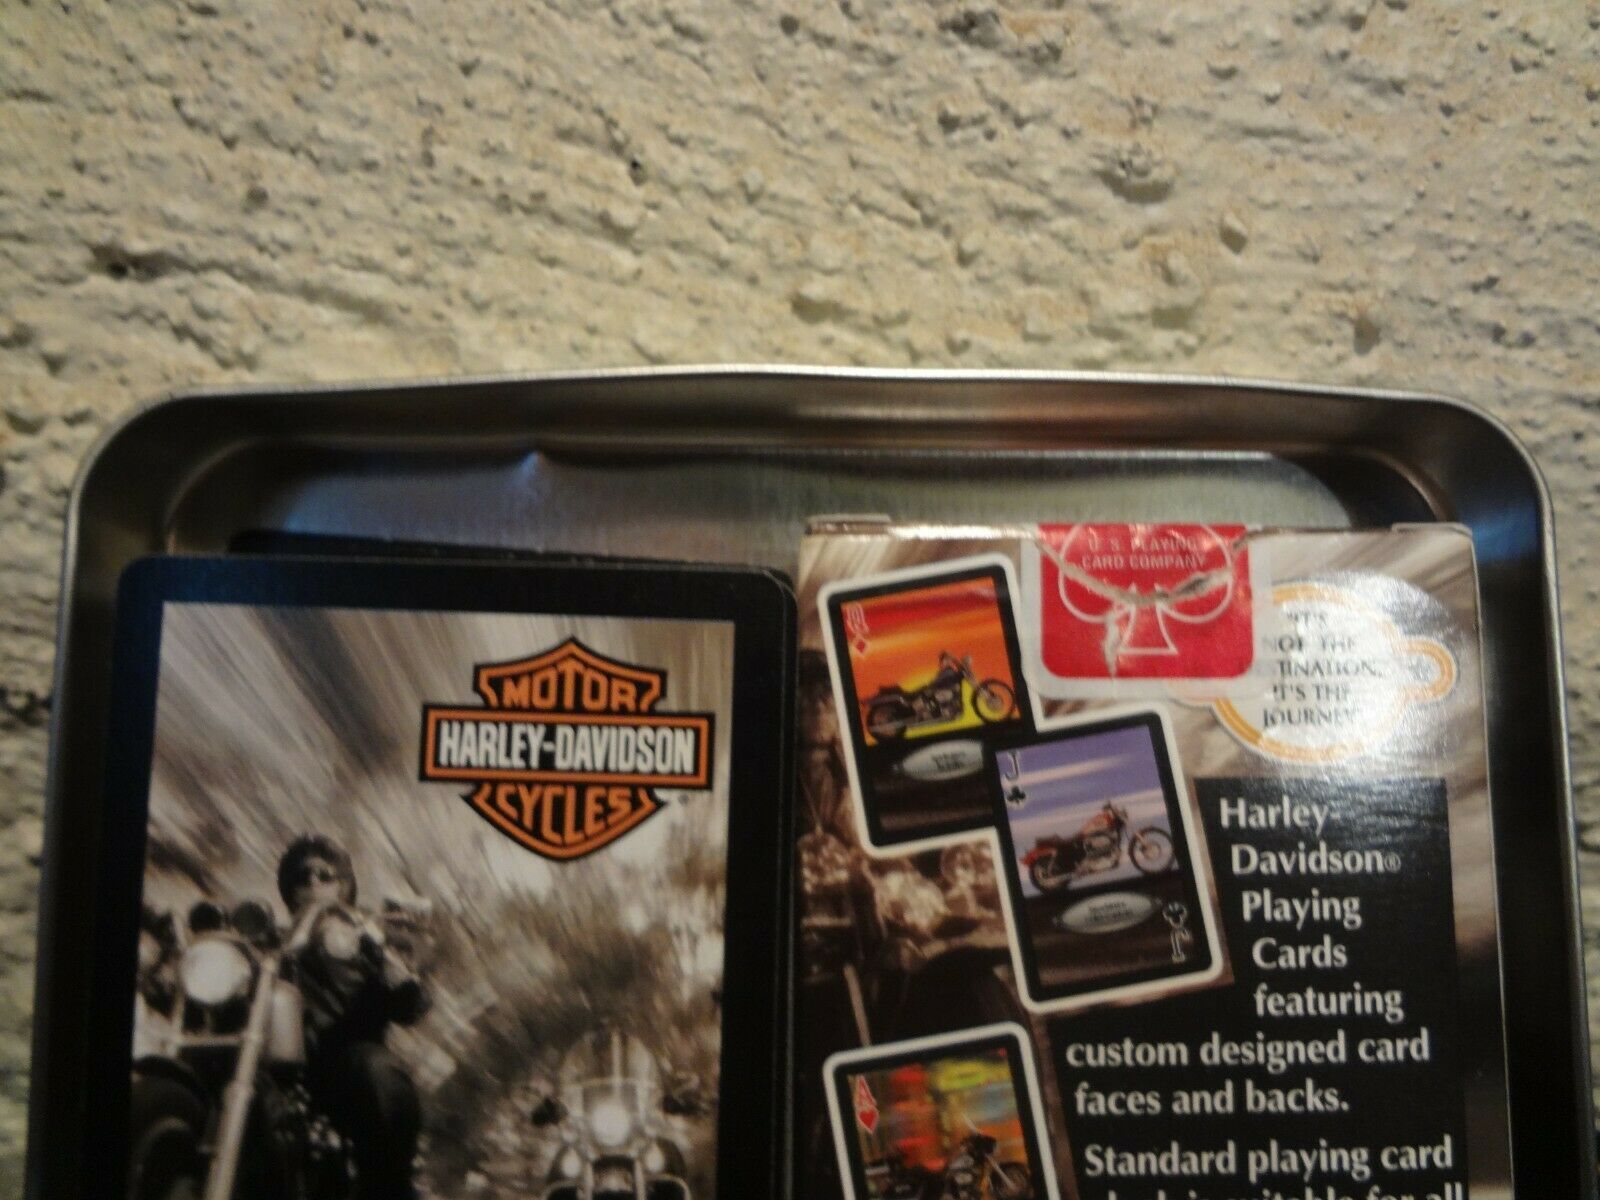 MOTOR
HARLEY-DAVIDSON
CYCLES
®
U. S. PLAYING
CARD COMPANY
"IT'S
NOT THE
TINATION,
IT'S THE
JOURNEY"
Q
J
J
A
Harley-
Davidson®
Playing
Cards
featuring
custom designed card
faces and backs.
Standard playing card